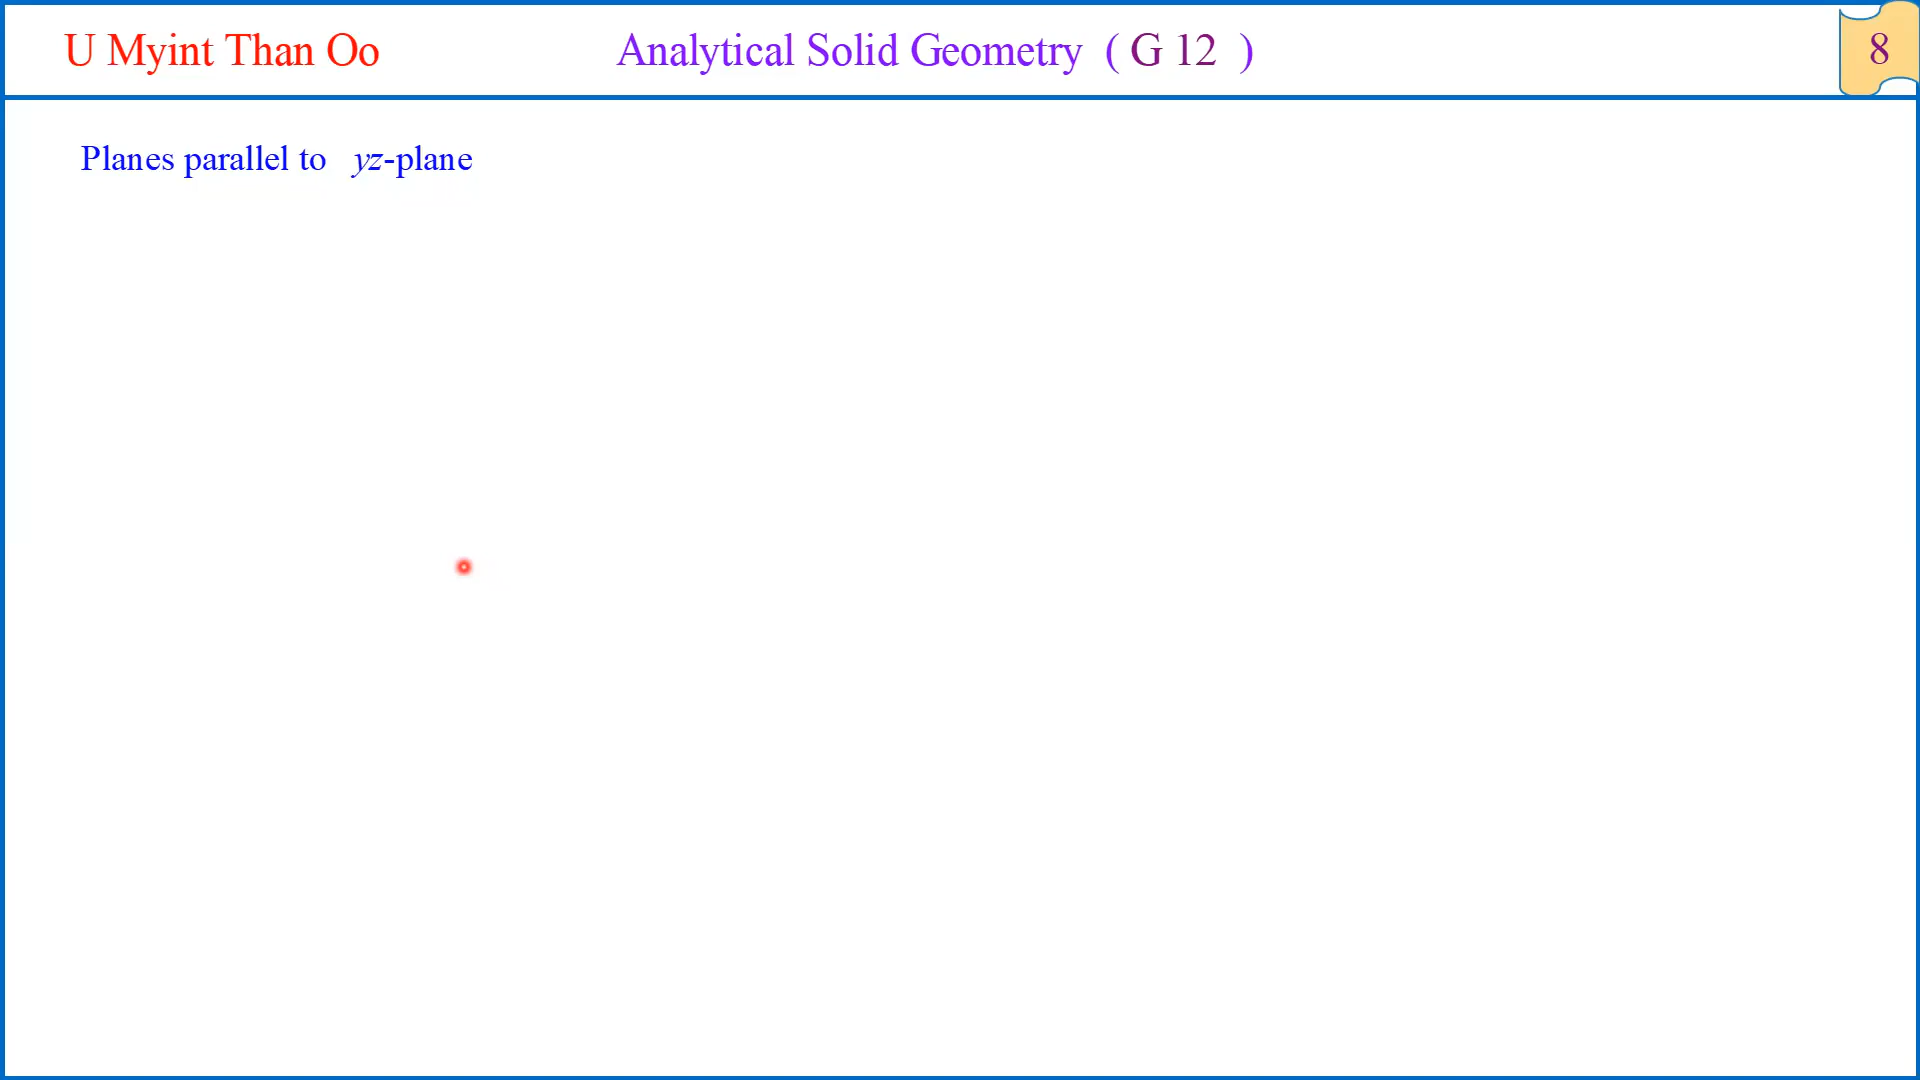 U Myint Than Oo
Analytical Solid Geometry ( G 12 )
8
Planes parallel to yz-plane